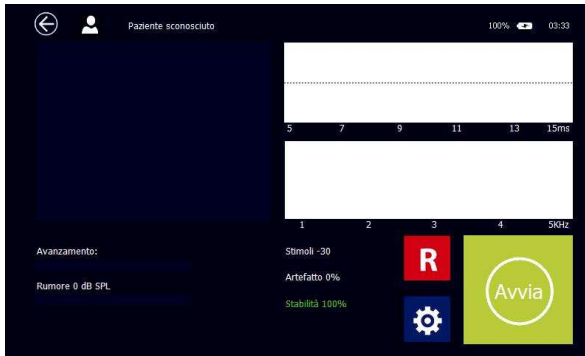 Paziente sconosciuto 100% 03:33
5 7 9 11 13 15ms
1 2 3 4 5KHz
Avanzamento:
Rumore 0 dB SPL
Stimoli -30
Artefatto 0%
Stabilità 100%
R
Avvia